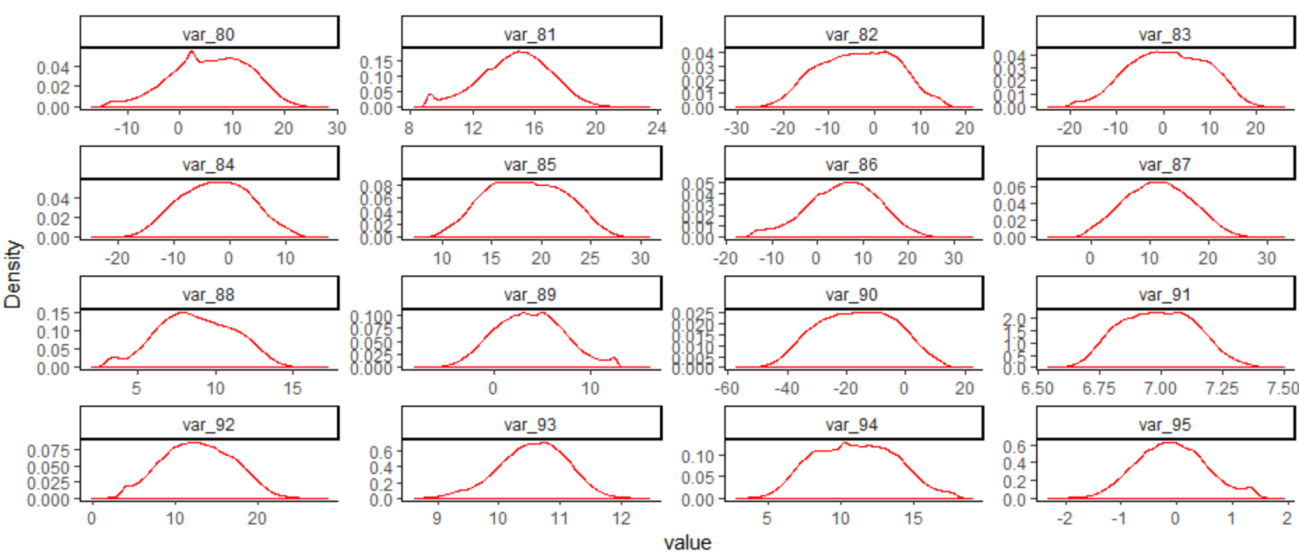 var_80
0.04
0.02
0.00
-10 0 10 20 30
var_81
0.15
0.10
0.05
0.00
8 12 16 20 24
var_82
0.04
0.03
0.02
0.01
0.00
-30 -20 -10 0 10 20
var_83
0.04
0.03
0.02
0.01
0.00
-20 -10 0 10 20
var_84
0.04
0.02
0.00
-20 -10 0 10
var_85
0.08
0.06
0.04
0.02
0.00
10 15 20 25 30
var_86
0.05
0.04
0.03
0.02
0.01
0.00
-20 -10 0 10 20 30
var_87
0.06
0.04
0.02
0.00
0 10 20 30
Density
var_88
0.15
0.10
0.05
0.00
5 10 15
var_89
0.100
0.075
0.050
0.025
0.000
0 10
var_90
0.025
0.020
0.015
0.010
0.005
0.000
-60 -40 -20 0 20
var_91
2.0
1.5
1.0
0.5
0.0
6.50 6.75 7.00 7.25 7.50
var_92
0.075
0.050
0.025
0.000
0 10 20
var_93
0.6
0.4
0.2
0.0
9 10 11 12
var_94
0.10
0.05
0.00
5 10 15
var_95
0.6
0.4
0.2
0.0
-2 -1 0 1 2
value